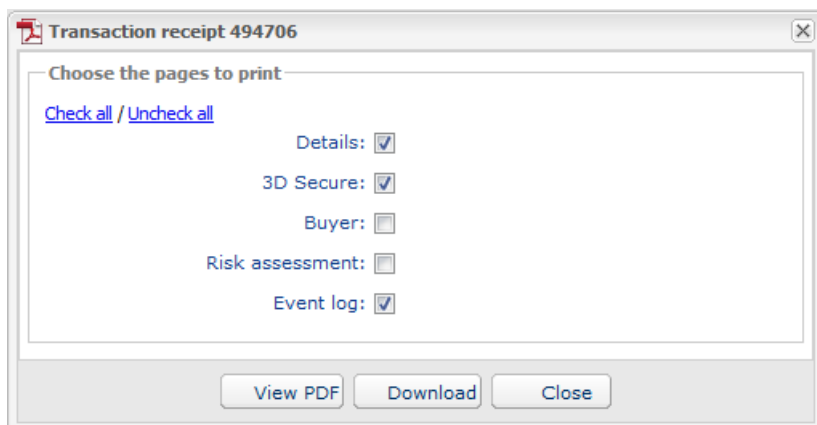 Transaction receipt 494706
Choose the pages to print
Check all / Uncheck all
Details:
3D Secure:
Buyer:
Risk assessment:
Event log:
View PDF Download Close